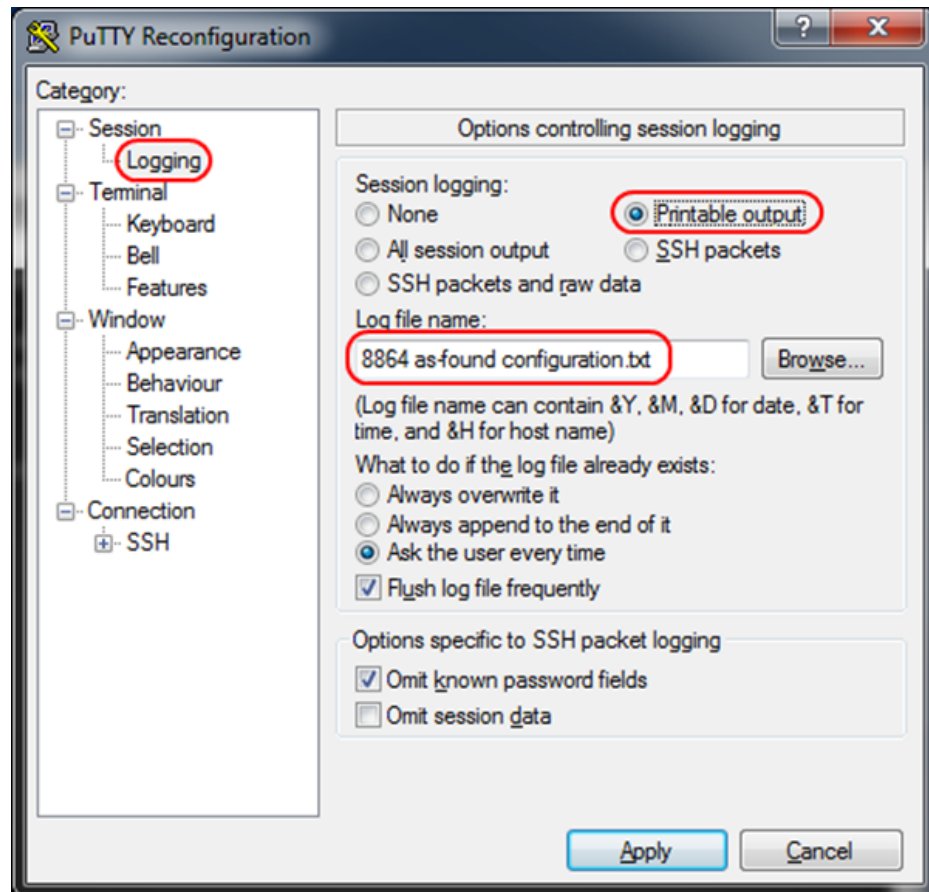 PuTTY Reconfiguration
?
X
Category:
Session
Logging
Terminal
Keyboard
Bell
Features
Window
Appearance
Behaviour
Translation
Selection
Colours
Connection
SSH
Options controlling session logging
Session logging:
None
Printable output
All session output
SSH packets
SSH packets and raw data
Log file name:
8864 as-found configuration.txt
Browse...
(Log file name can contain &Y, &M, &D for date, &T for
time, and &H for host name)
What to do if the log file already exists:
Always overwrite it
Always append to the end of it
Ask the user every time
Flush log file frequently
Options specific to SSH packet logging
Omit known password fields
Omit session data
Apply
Cancel